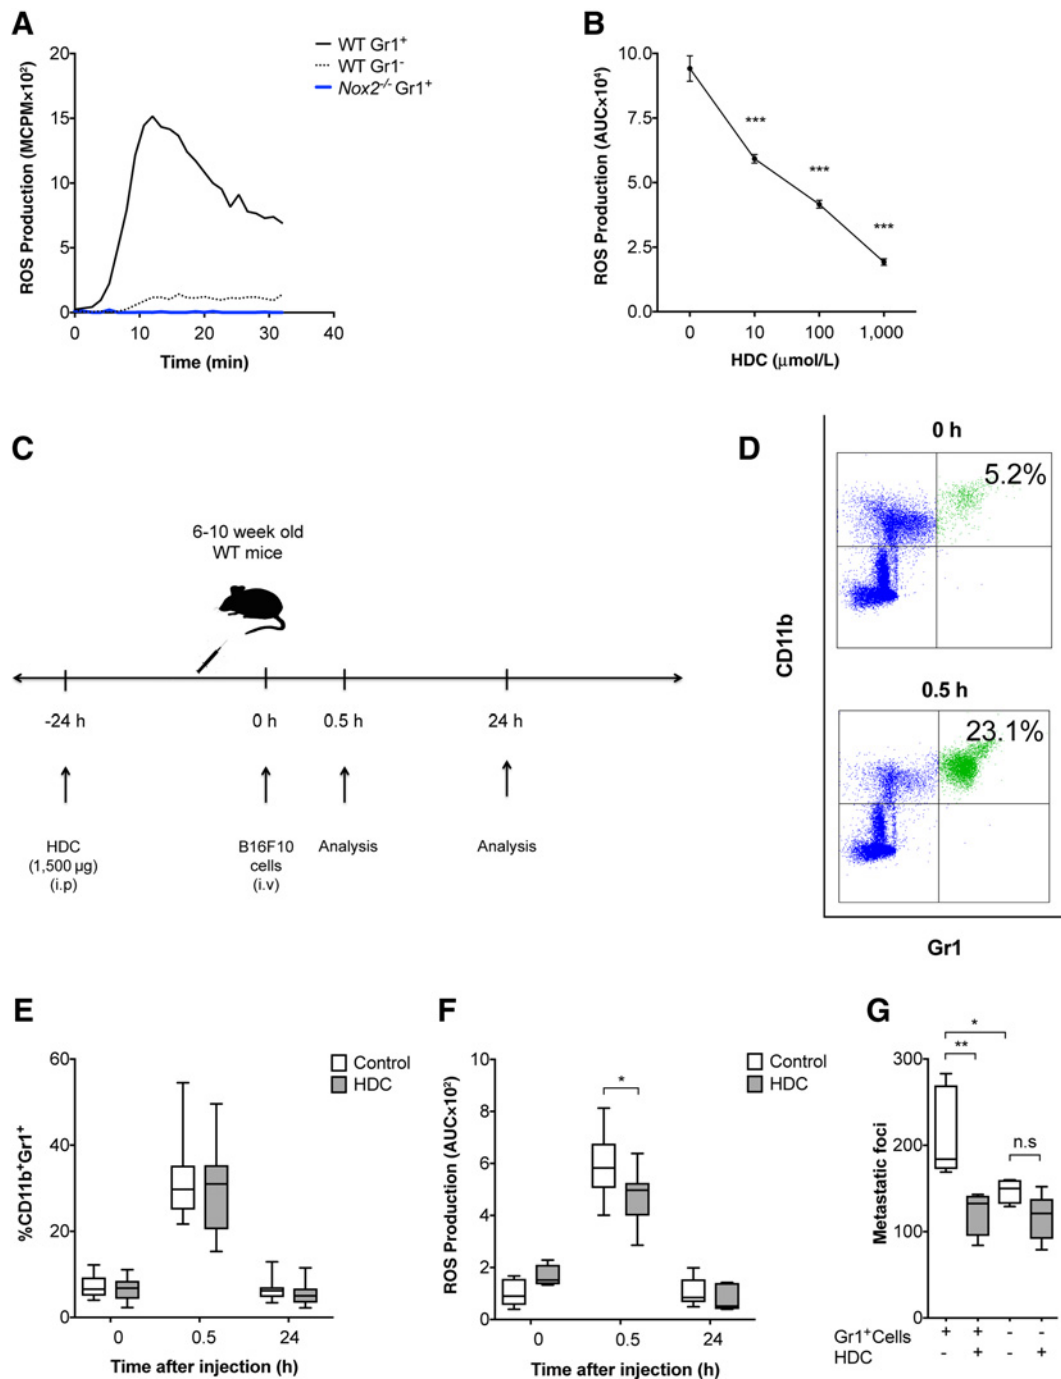 A
ROS Production (MCPM×10²)
20
15
10
5
0
0 10 20 30 40
Time (min)
WT Gr1⁺
WT Gr1⁻
Nox2⁻/⁻ Gr1⁺
B
ROS Production (AUC×10⁴)
10.0
7.5
5.0
2.5
0
***
***
***
0 10 100 1,000
HDC (μmol/L)
C
6-10 week old
WT mice
-24 h 0 h 0.5 h 24 h
HDC
(1,500 µg)
(i.p)
B16F10
cells
(i.v)
Analysis
Analysis
D
0 h
5.2%
0.5 h
23.1%
CD11b
Gr1
E
%CD11b⁺Gr1⁺
60
40
20
0
Control
HDC
0 0.5 24
Time after injection (h)
F
ROS Production (AUC×10²)
10
8
6
4
2
0
*
Control
HDC
0 0.5 24
Time after injection (h)
G
Metastatic foci
300
200
100
0
*
**
n.s
Gr1⁺Cells + + - -
HDC - + - +